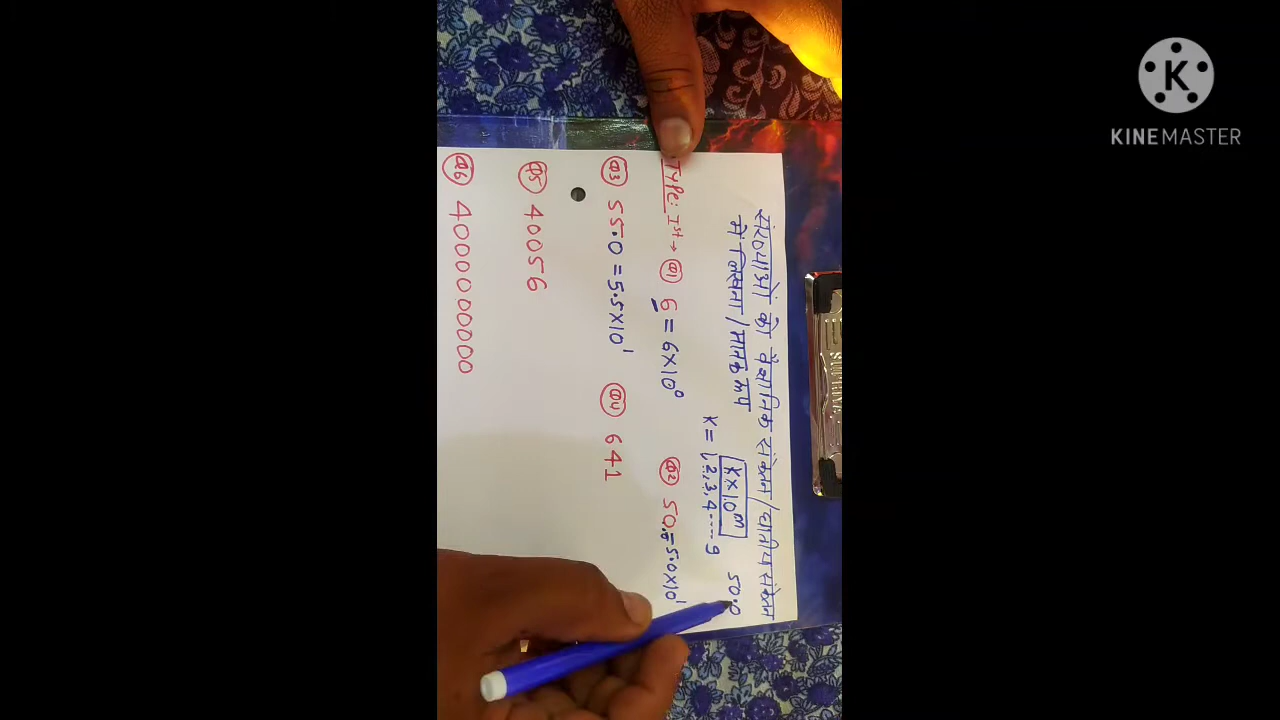 संख्याओं को वैज्ञानिक संकेतन/घातीय संकेतन
में लिखना/मानक रूप
K×10ᵐ
50.0
K = 1,2,3,4.....9
Type: Iˢᵗ→ Q1 6 = 6×10⁰ Q2 50.0=5.0×10¹
Q3 55.0 = 5.5×10¹ Q4 641
Q5 40056
Q6 4000000000
KINEMASTER